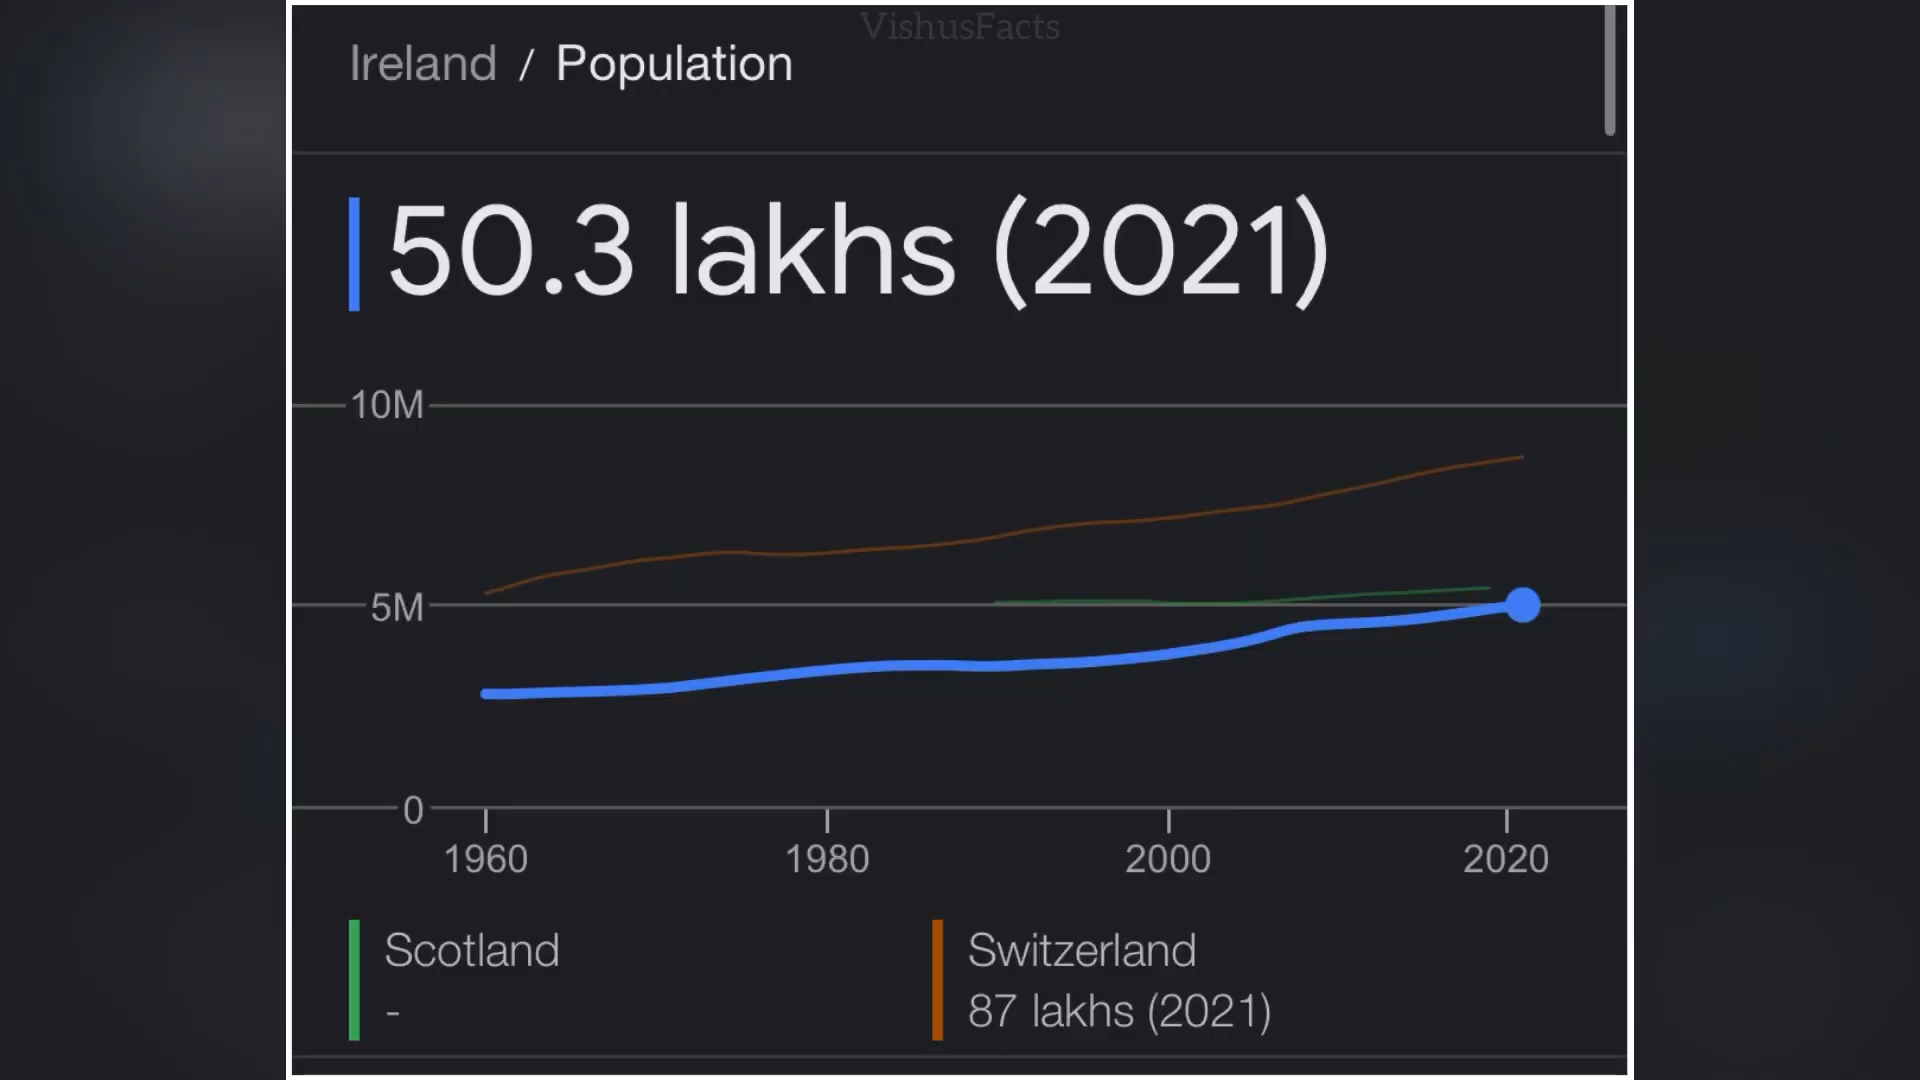 VishusFacts
Ireland / Population
50.3 lakhs (2021)
10M
5M
0
1960 1980 2000 2020
Scotland
-
Switzerland
87 lakhs (2021)